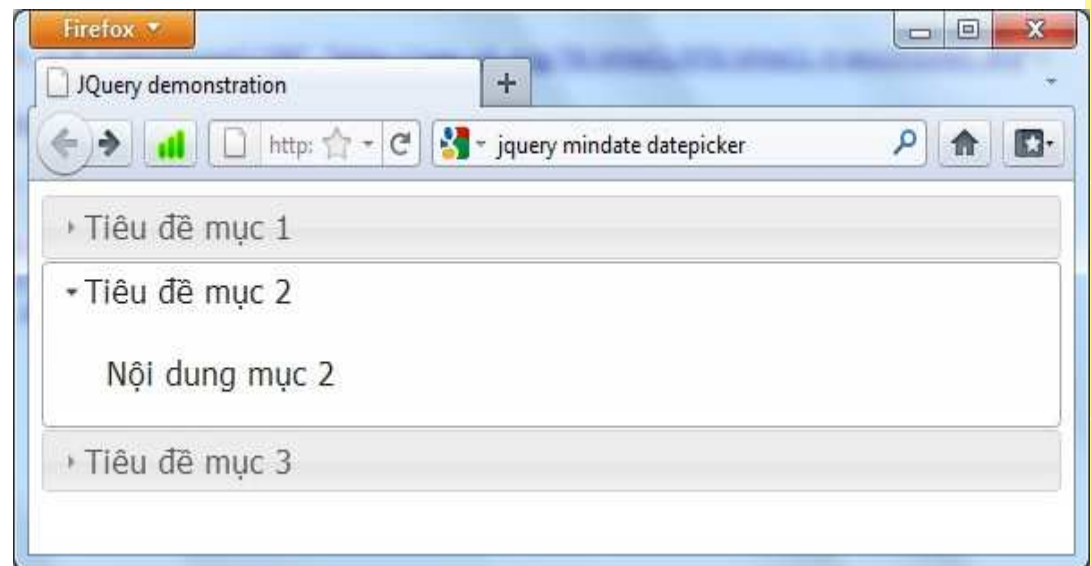 Firefox
JQuery demonstration
http:
jquery mindate datepicker
Tiêu đề mục 1
Tiêu đề mục 2
Nội dung mục 2
Tiêu đề mục 3